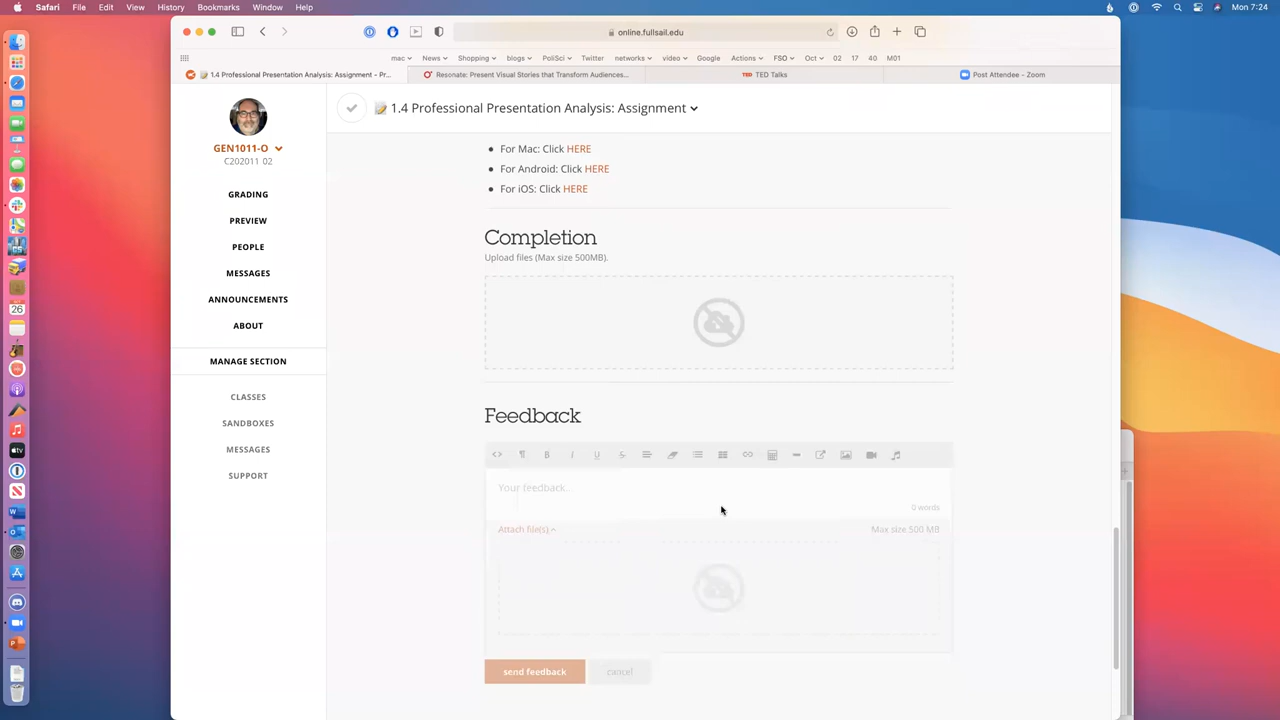 Safari File Edit View History Bookmarks Window Help Mon 7:24
online.fullsail.edu
mac News Shopping blogs PoliSci Twitter networks video Google Actions FSO Oct 02 17 40 M01
1.4 Professional Presentation Analysis: Assignment - Pr... Resonate: Present Visual Stories that Transform Audiences... TED TED Talks Post Attendee - Zoom
1.4 Professional Presentation Analysis: Assignment
GEN1011-O
C202011 02
GRADING
PREVIEW
PEOPLE
MESSAGES
ANNOUNCEMENTS
ABOUT
MANAGE SECTION
CLASSES
SANDBOXES
MESSAGES
SUPPORT
26
For Mac: Click HERE
For Android: Click HERE
For iOS: Click HERE
Completion
Upload files (Max size 500MB).
Feedback
Your feedback...
0 words
Attach file(s) Max size 500 MB
send feedback cancel